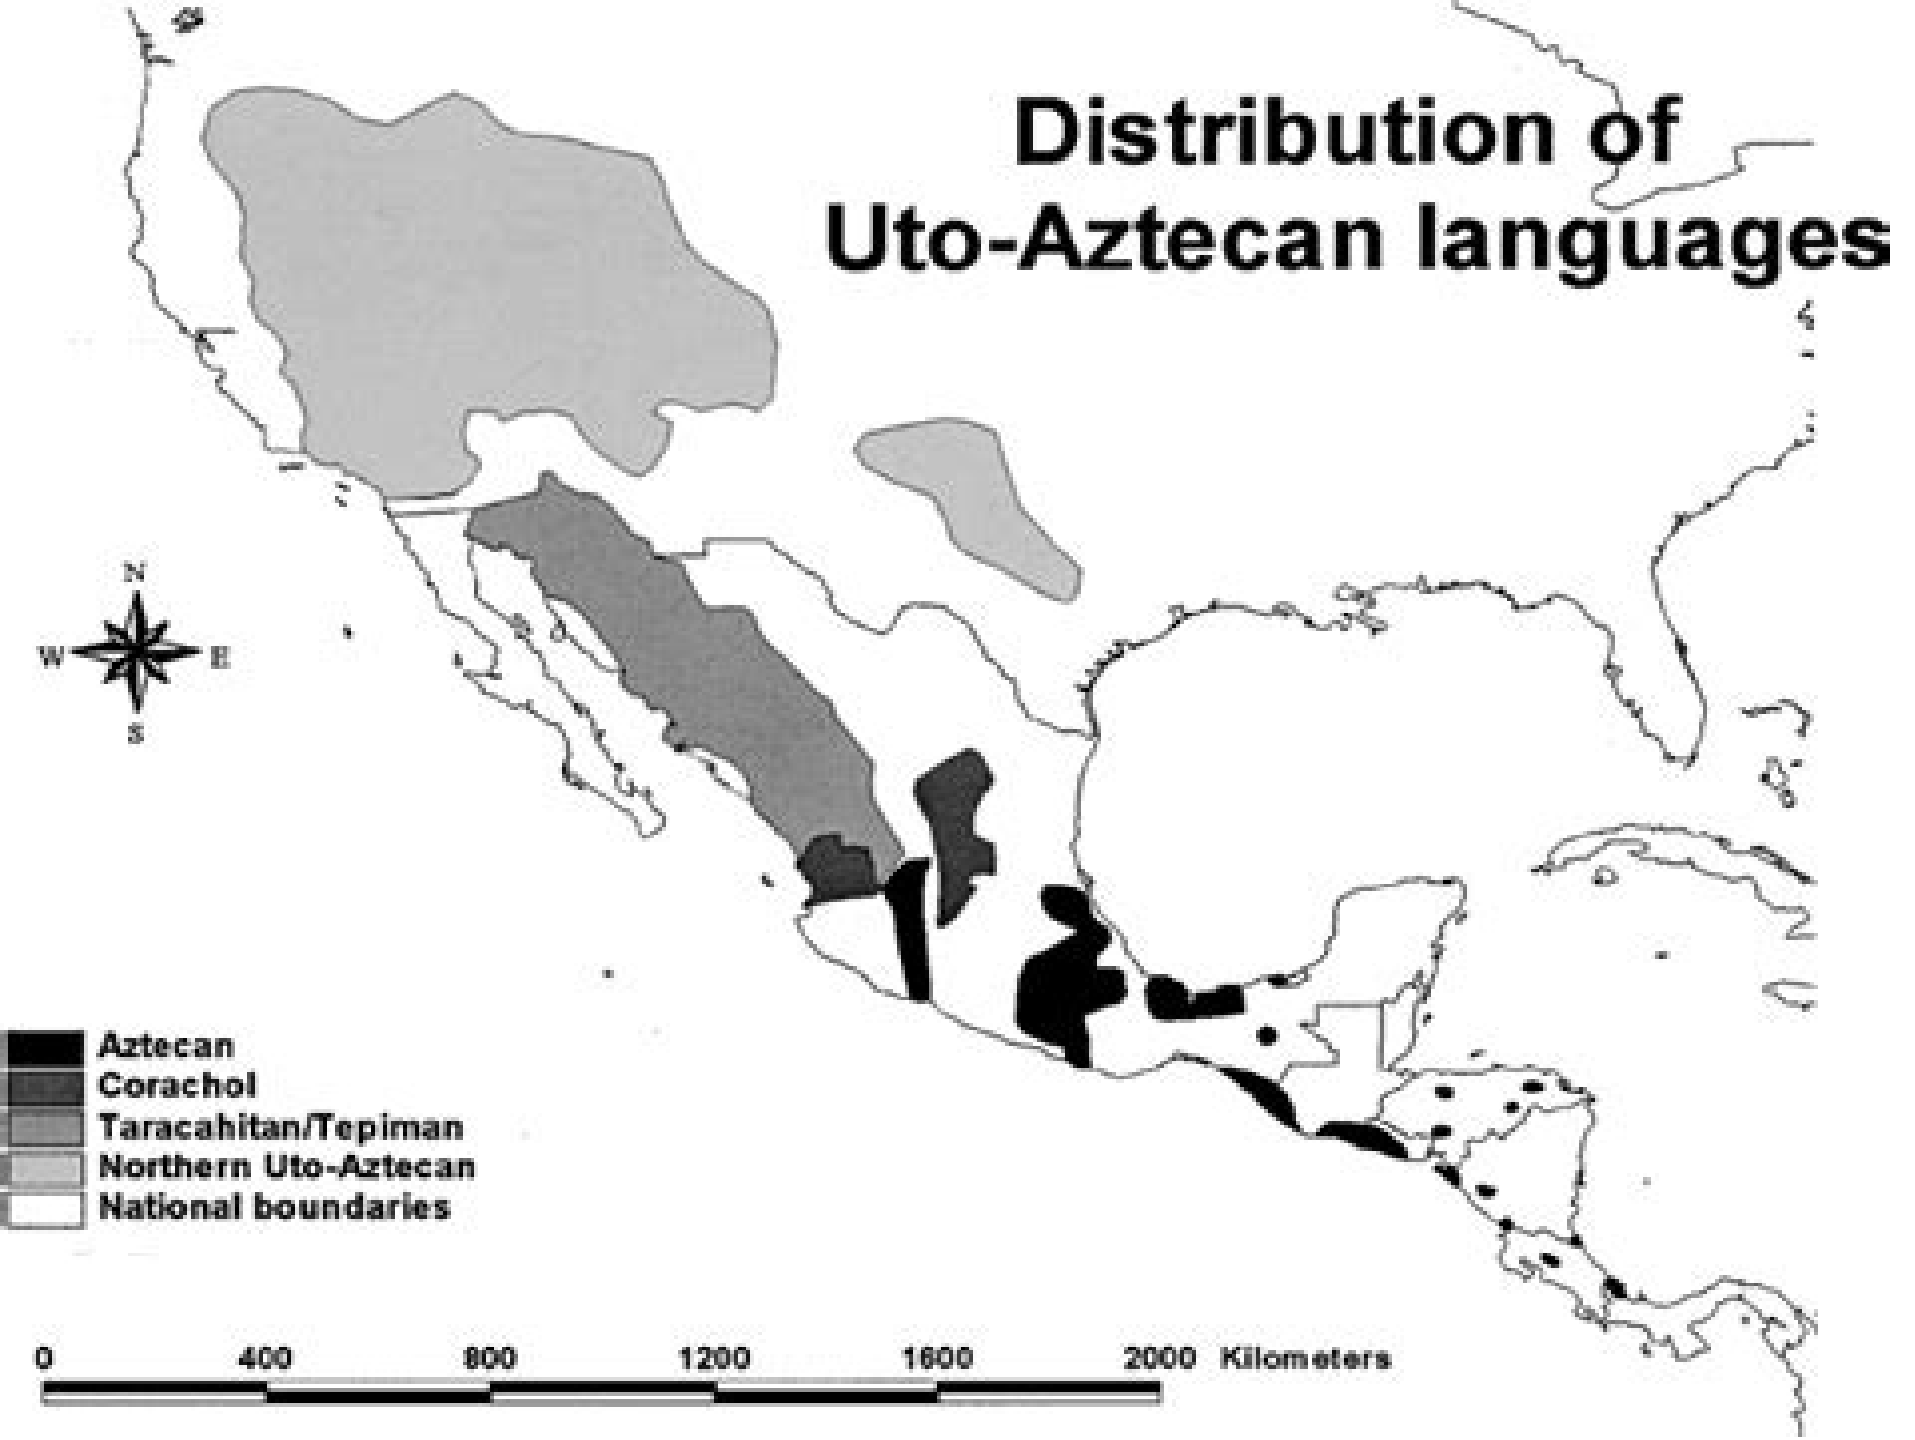 Distribution of
Uto-Aztecan languages
N
W E
S
Aztecan
Corachol
Taracahitan/Tepiman
Northern Uto-Aztecan
National boundaries
0 400 800 1200 1600 2000 Kilometers